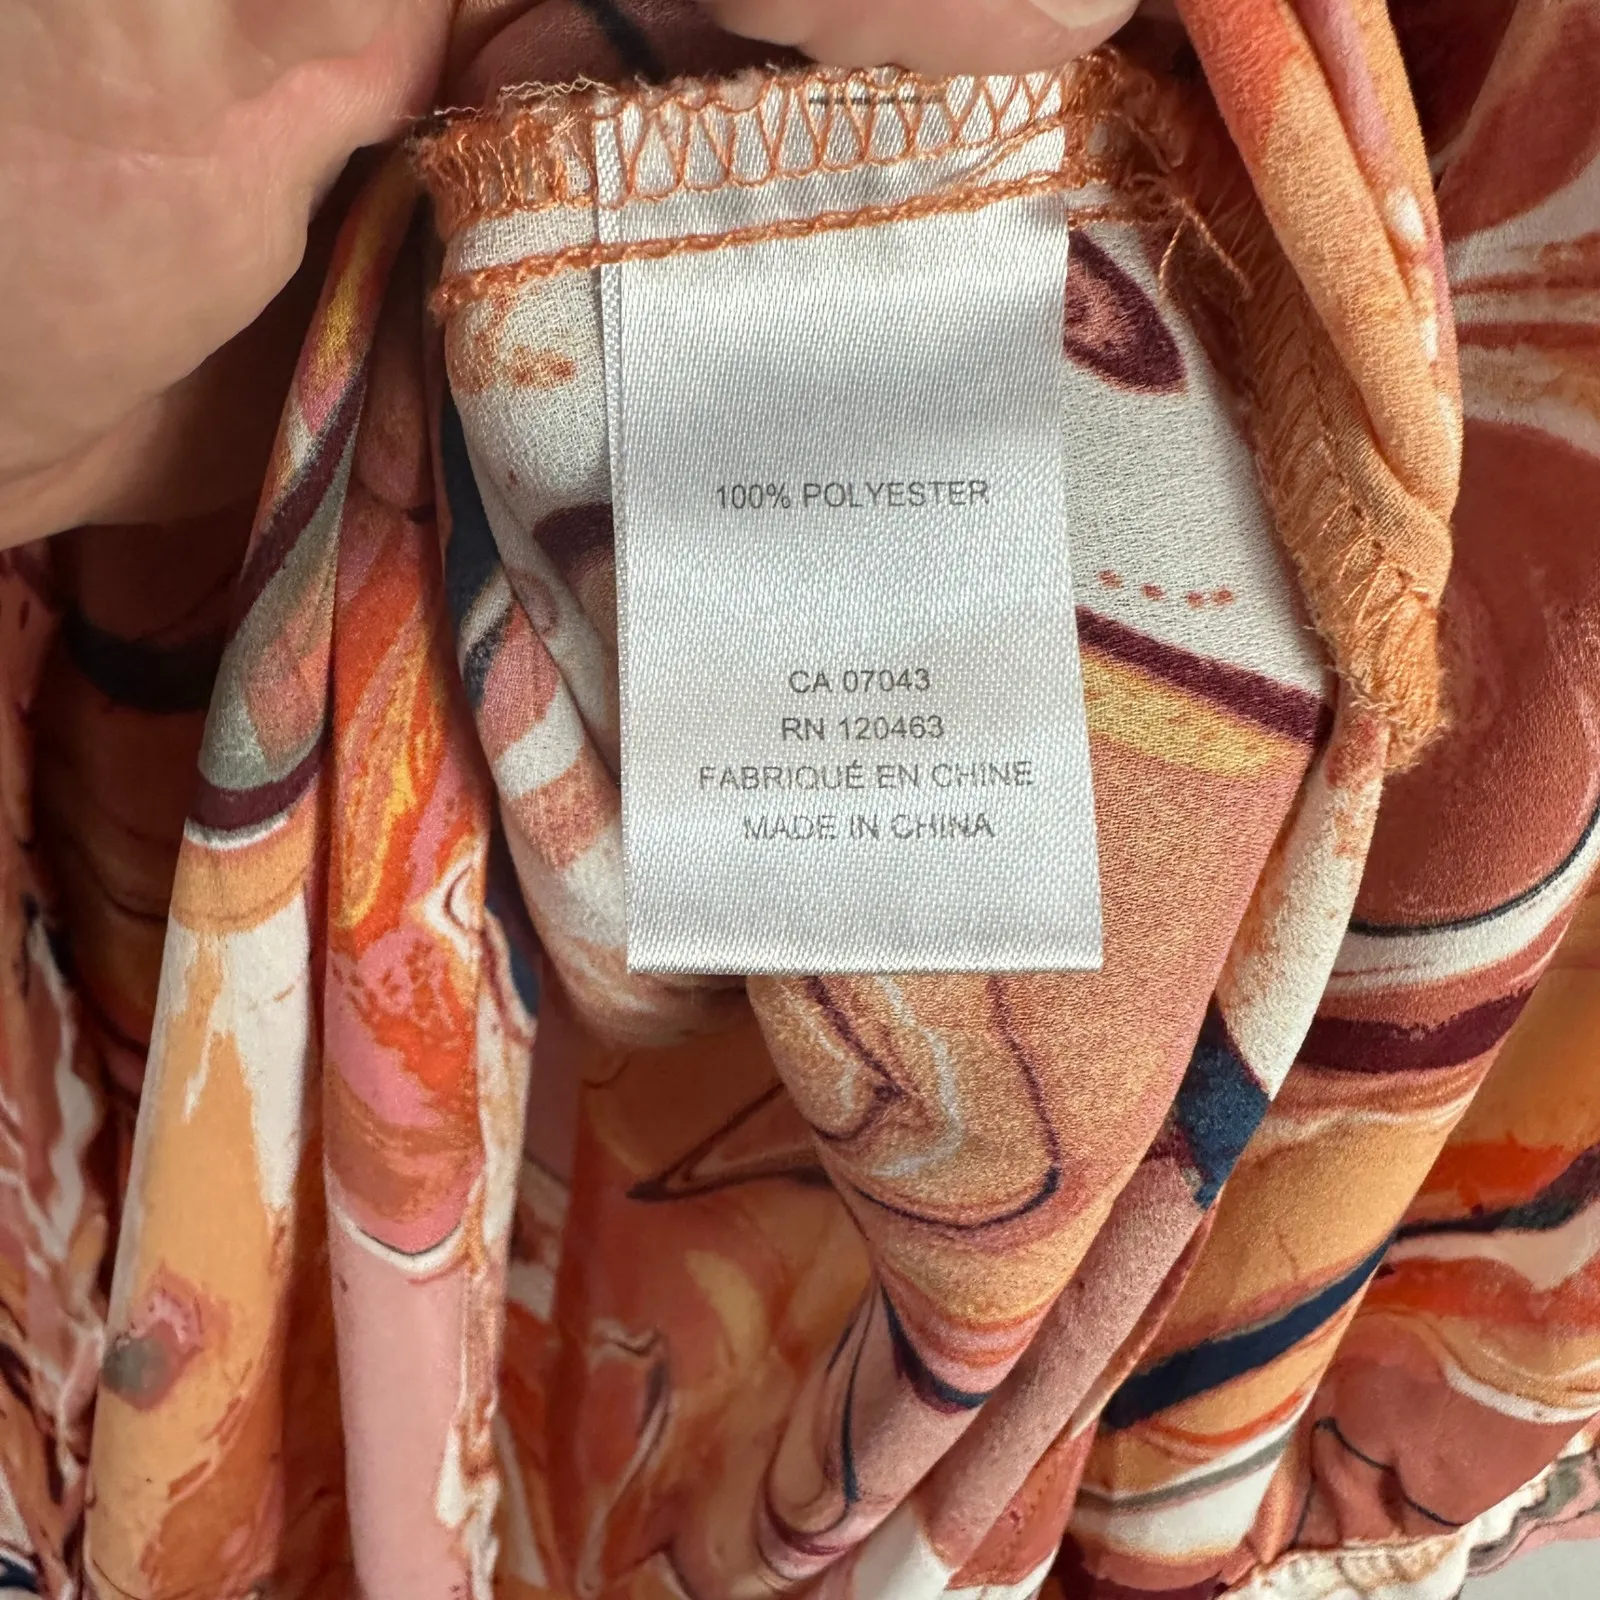 100% POLYESTER
CA 07043
RN 120463
FABRIQUÉ EN CHINE
MADE IN CHINA